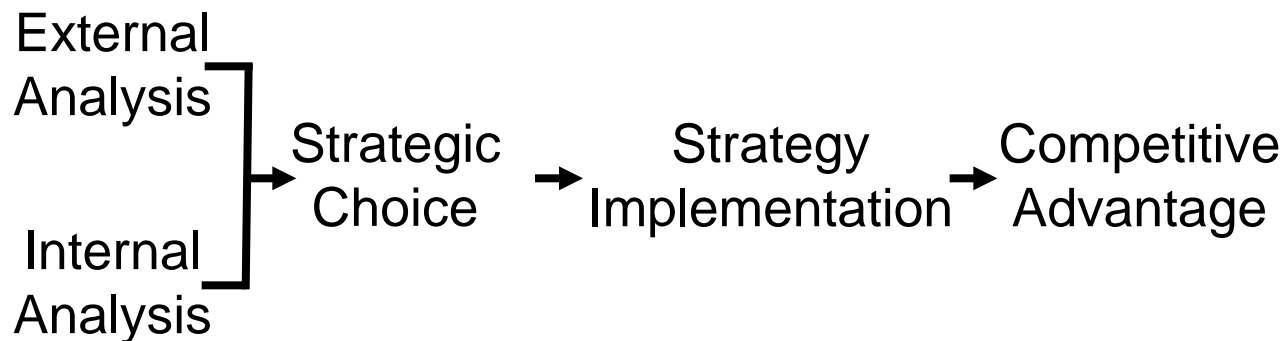 External
Analysis
Internal
Analysis
Strategic
Choice
Strategy
Implementation
Competitive
Advantage